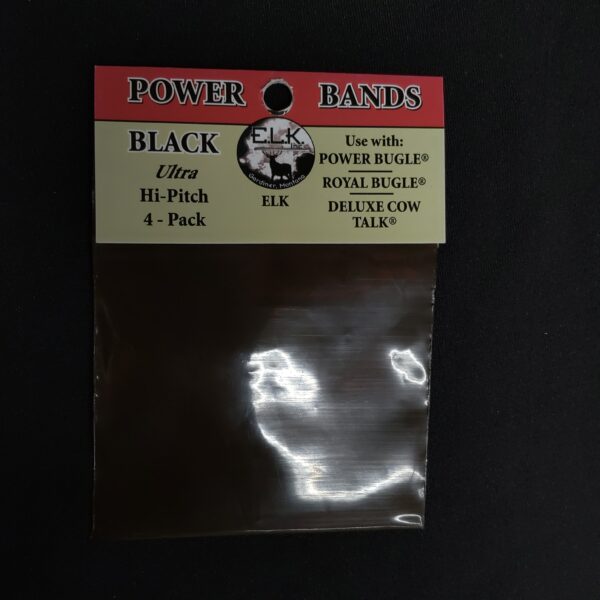 POWER BANDS
BLACK
Ultra
Hi-Pitch
4 - Pack
E.L.K.
INC.
Gardiner, Montana
ELK
Use with:
POWER BUGLE®
ROYAL BUGLE®
DELUXE COW
TALK®